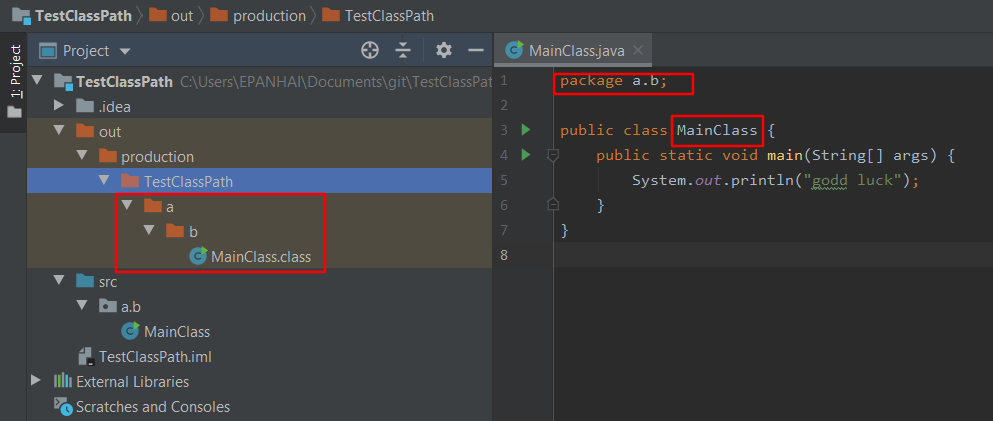 TestClassPath out production TestClassPath
1: Project
Project
TestClassPath C:\Users\EPANHAI\Documents\git\TestClassPat
.idea
out
production
TestClassPath
a
b
MainClass.class
src
a.b
MainClass
TestClassPath.iml
External Libraries
Scratches and Consoles
MainClass.java
1 package a.b;
2
3 public class MainClass {
4 public static void main(String[] args) {
5 System.out.println("godd luck");
6 }
7 }
8